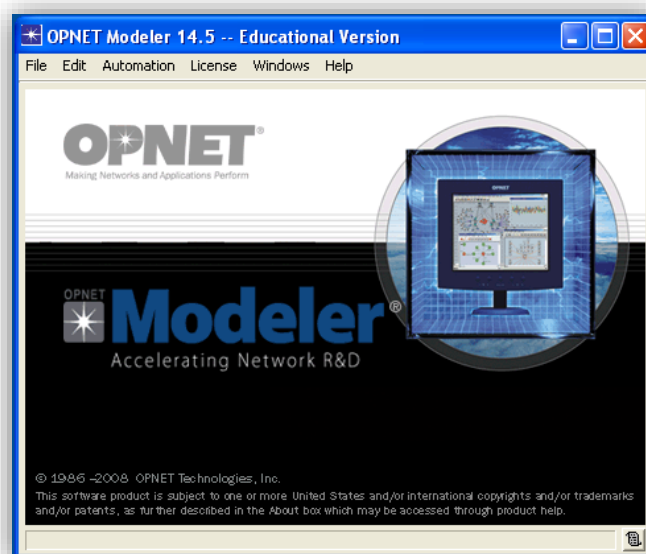 OPNET Modeler 14.5 -- Educational Version
File Edit Automation License Windows Help
OPNET®
Making Networks and Applications Perform
OPNET
OPNET
Modeler®
Accelerating Network R&D
© 1986-2008 OPNET Technologies, Inc.
This software product is subject to one or more United States and/or international copyrights and/or trademarks
and/or patents, as further described in the About box which may be accessed through product help.